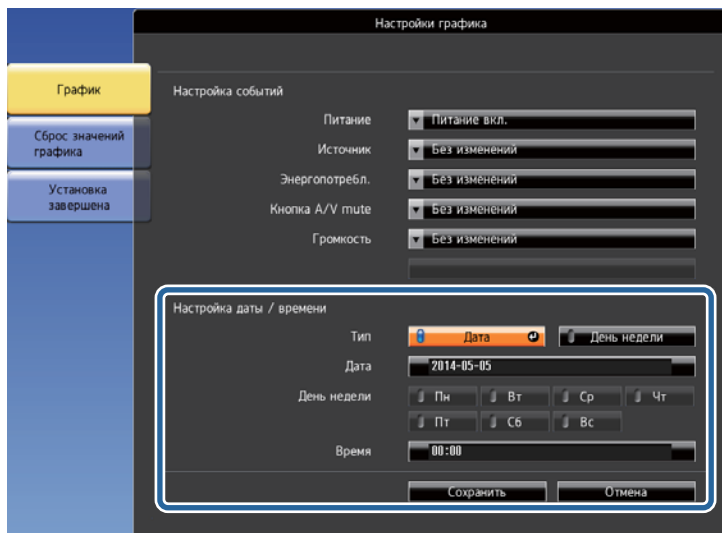 Настройки графика
График
Сброс значений
графика
Установка
завершена
Настройка событий
Питание Питание вкл.
Источник Без изменений
Энергопотребл. Без изменений
Кнопка A/V mute Без изменений
Громкость Без изменений
Настройка даты / времени
Тип Дата День недели
Дата 2014-05-05
День недели Пн Вт Ср Чт
Пт Сб Вс
Время 00:00
Сохранить Отмена